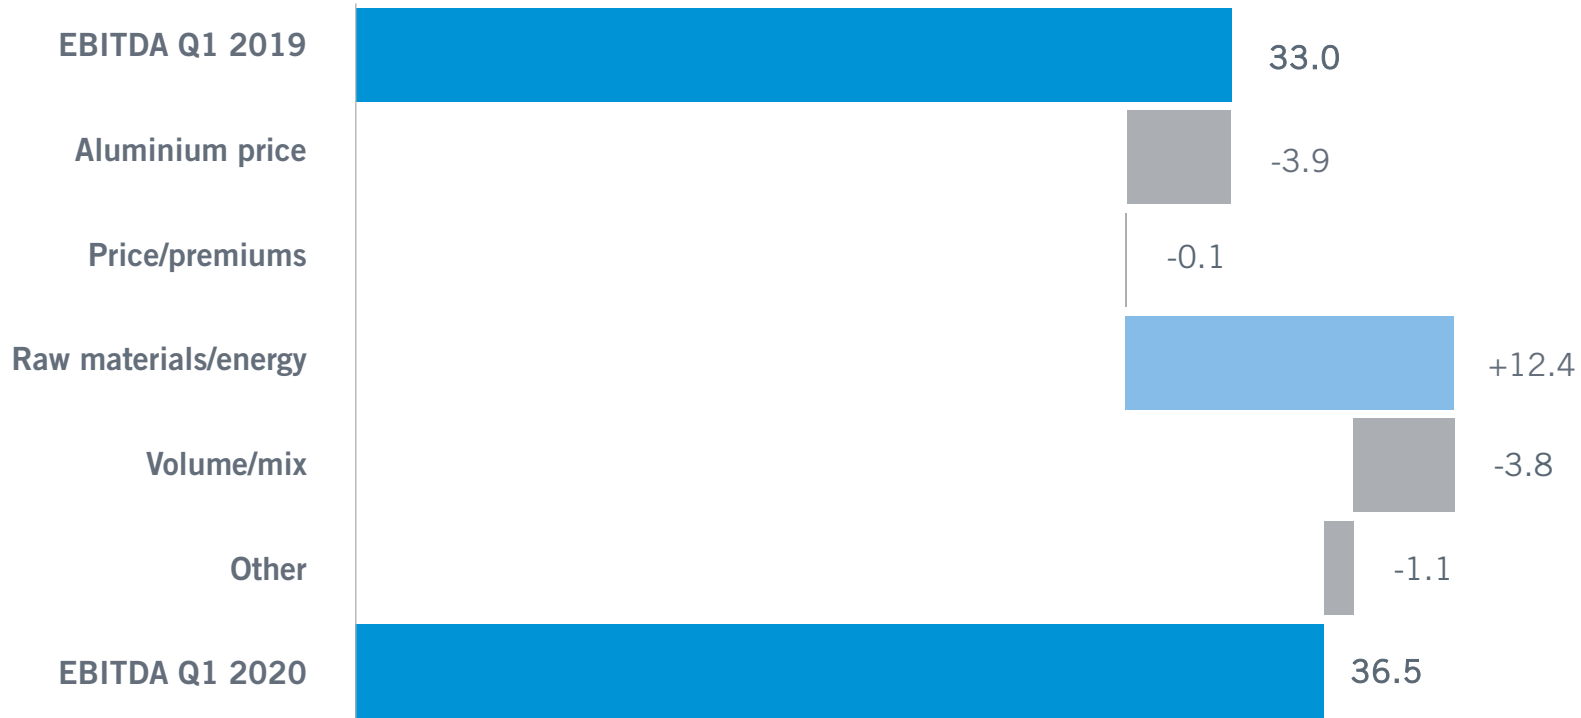 EBITDA Q1 2019
33.0
Aluminium price
-3.9
Price/premiums
-0.1
Raw materials/energy
+12.4
Volume/mix
-3.8
Other
-1.1
EBITDA Q1 2020
36.5